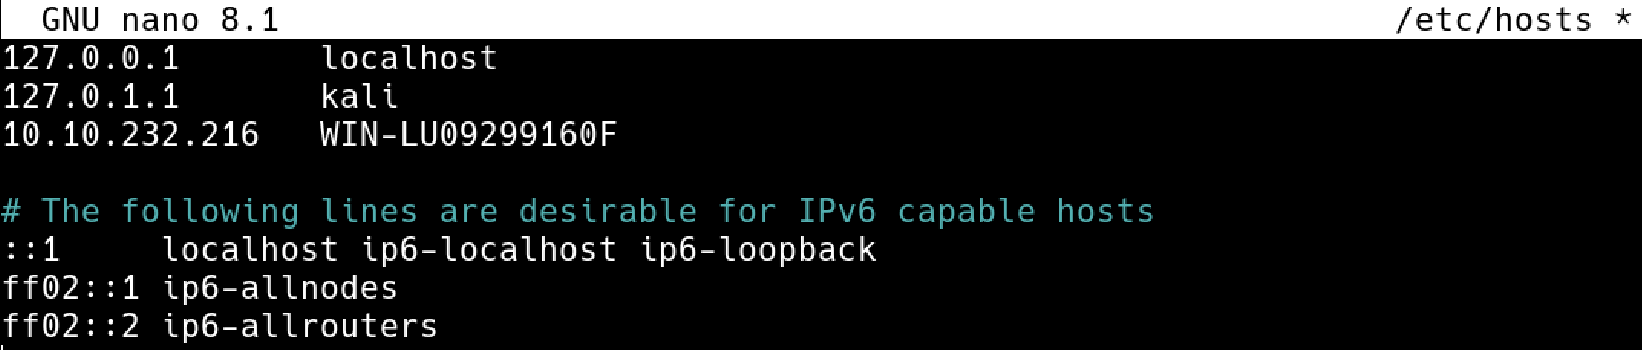 GNU nano 8.1 /etc/hosts *
127.0.0.1 localhost
127.0.1.1 kali
10.10.232.216 WIN-LU09299160F
# The following lines are desirable for IPv6 capable hosts
::1 localhost ip6-localhost ip6-loopback
ff02::1 ip6-allnodes
ff02::2 ip6-allrouters